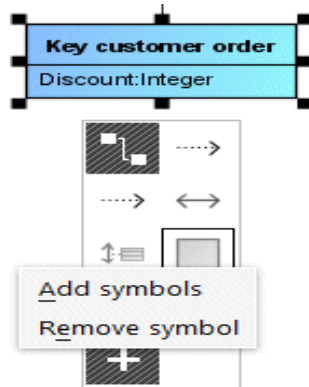 Key customer order
Discount:Integer
Add symbols
Remove symbol